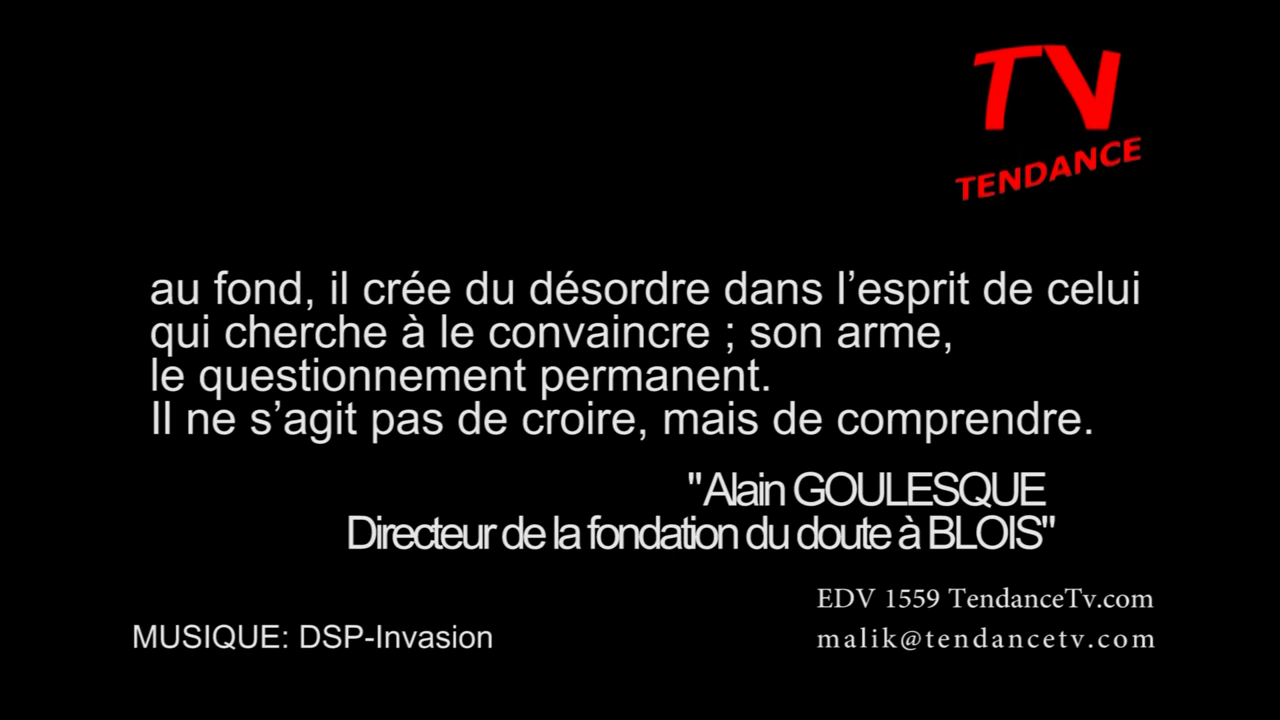 TV
TENDANCE
au fond, il crée du désordre dans l’esprit de celui
qui cherche à le convaincre ; son arme,
le questionnement permanent.
Il ne s’agit pas de croire, mais de comprendre.
"Alain GOULESQUE
Directeur de la fondation du doute à BLOIS"
EDV 1559 TendanceTv.com
MUSIQUE: DSP-Invasion
malik@tendancetv.com